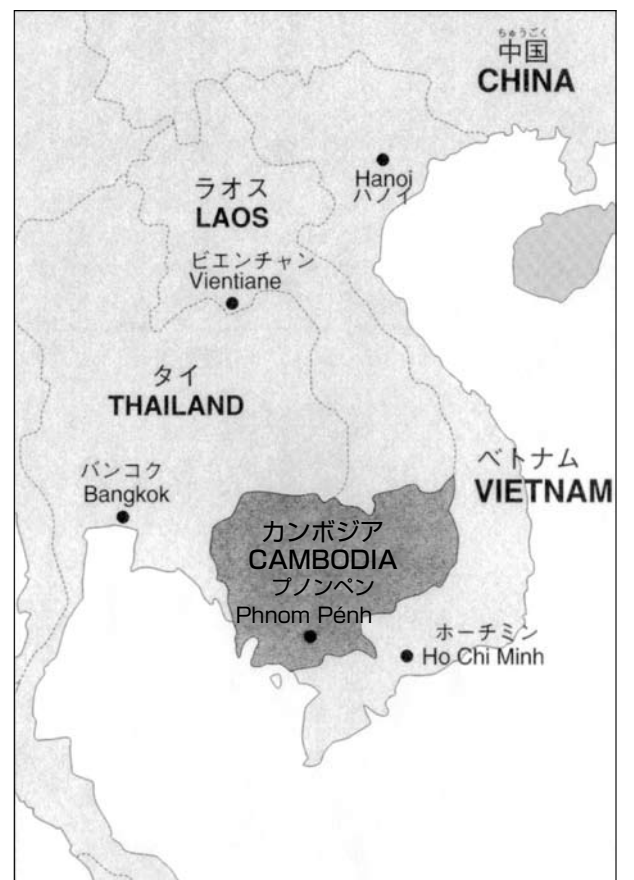 ちゅうごく
中国
CHINA
Hanoi
ハノイ
ラオス
LAOS
ビエンチャン
Vientiane
タイ
THAILAND
バンコク
Bangkok
ベトナム
VIETNAM
カンボジア
CAMBODIA
プノンペン
Phnom Pénh
ホーチミン
Ho Chi Minh